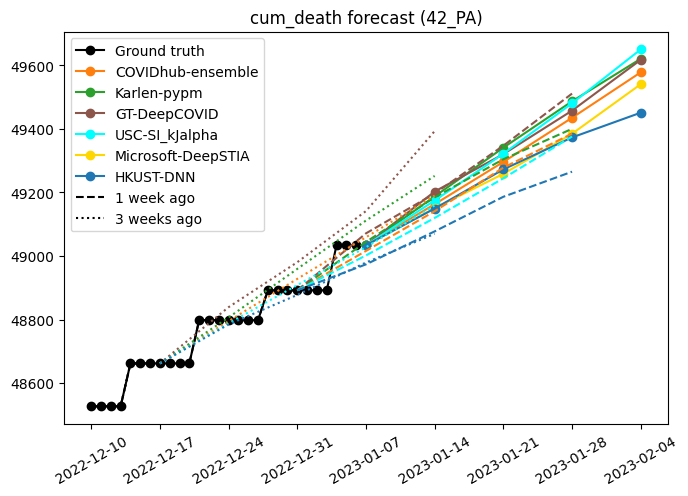 cum_death forecast (42_PA)
Ground truth
COVIDhub-ensemble
Karlen-pypm
GT-DeepCOVID
USC-SI_kJalpha
Microsoft-DeepSTIA
HKUST-DNN
1 week ago
3 weeks ago
49600
49400
49200
49000
48800
48600
2022-12-10
2022-12-17
2022-12-24
2022-12-31
2023-01-07
2023-01-14
2023-01-21
2023-01-28
2023-02-04